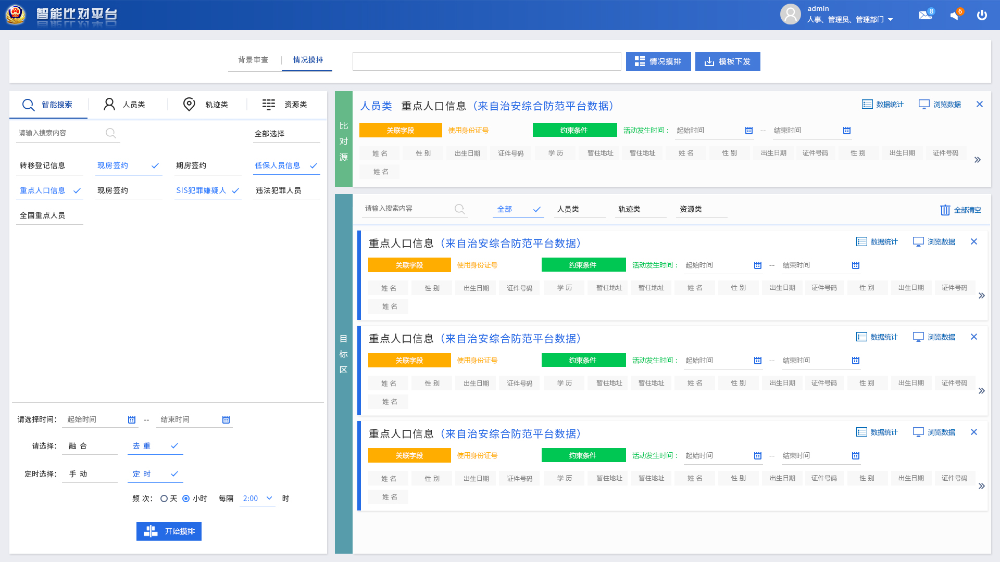 智能比对平台
admin
人事、管理员、管理部门
8
6
背景审查
情况摸排
情况摸排
模板下发
智能搜索
人员类
轨迹类
资源类
请输入搜索内容
全部选择
转移登记信息
现房签约
期房签约
低保人员信息
重点人口信息
现房签约
SIS犯罪嫌疑人
违法犯罪人员
全国重点人员
请选择时间：
起始时间
--
结束时间
请选择：
融 合
去 重
定时选择：
手 动
定 时
频 次：
天
小时
每隔
2:00
时
开始摸排
比
对
源
人员类 重点人口信息（来自治安综合防范平台数据）
数据统计
浏览数据
关联字段
使用身份证号
约束条件
活动发生时间：
起始时间
--
结束时间
姓 名 性 别 出生日期 证件号码 学 历 暂住地址 暂住地址 姓 名 性 别 出生日期 证件号码 性 别 出生日期 证件号码
姓 名
目
标
区
请输入搜索内容
全部
人员类
轨迹类
资源类
全部清空
重点人口信息（来自治安综合防范平台数据）
数据统计
浏览数据
关联字段
使用身份证号
约束条件
活动发生时间：
起始时间
--
结束时间
姓 名 性 别 出生日期 证件号码 学 历 暂住地址 暂住地址 姓 名 性 别 出生日期 证件号码 性 别 出生日期 证件号码
姓 名
重点人口信息（来自治安综合防范平台数据）
数据统计
浏览数据
关联字段
使用身份证号
约束条件
活动发生时间：
起始时间
--
结束时间
姓 名 性 别 出生日期 证件号码 学 历 暂住地址 暂住地址 姓 名 性 别 出生日期 证件号码 性 别 出生日期 证件号码
姓 名
重点人口信息（来自治安综合防范平台数据）
数据统计
浏览数据
关联字段
使用身份证号
约束条件
活动发生时间：
起始时间
--
结束时间
姓 名 性 别 出生日期 证件号码 学 历 暂住地址 暂住地址 姓 名 性 别 出生日期 证件号码 性 别 出生日期 证件号码
姓 名